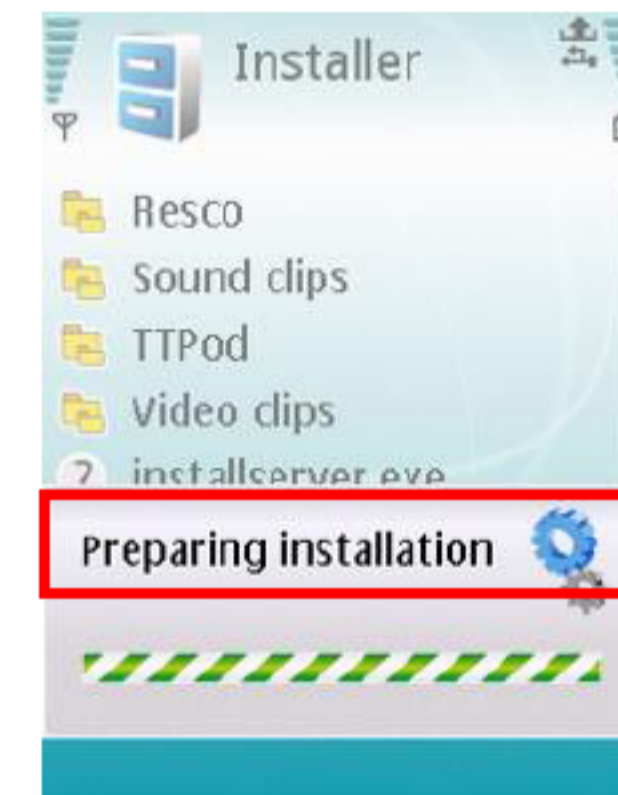 Installer
Resco
Sound clips
TTPod
Video clips
installserver.exe
Preparing installation